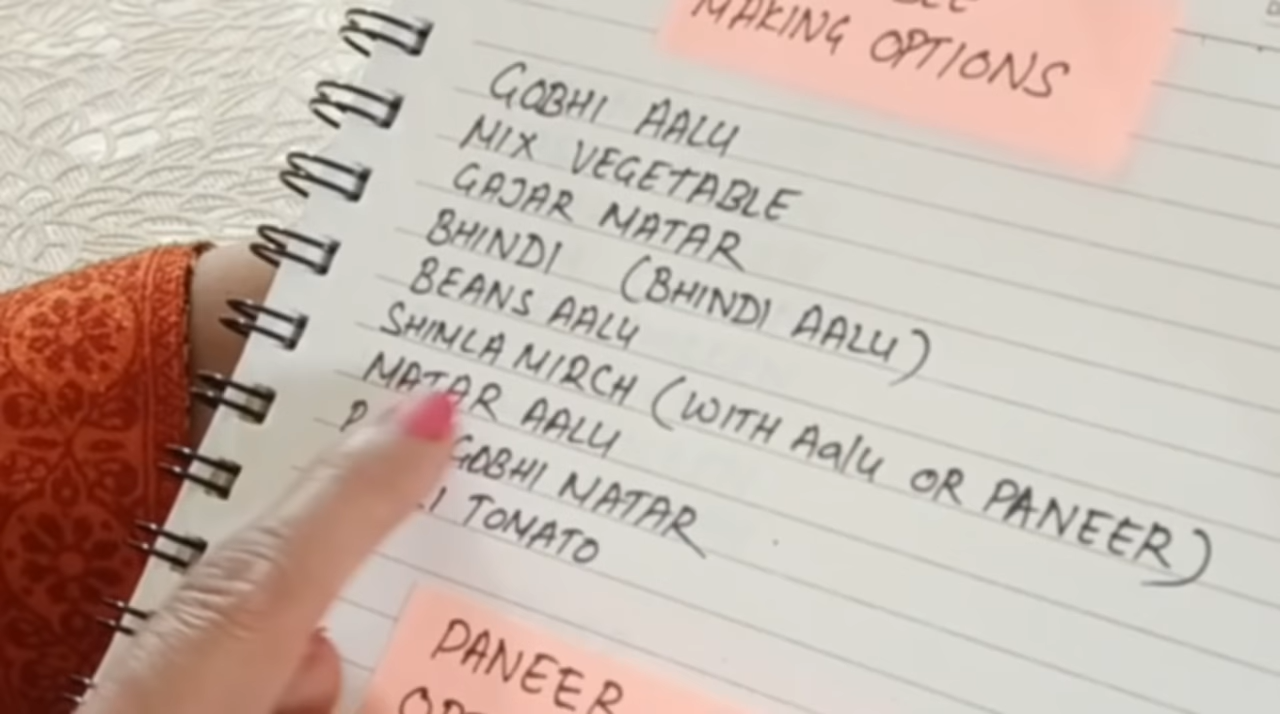 MAKING OPTIONS
GOBHI AALU
MIX VEGETABLE
GAJAR MATAR
BHINDI (BHINDI AALU)
BEANS AALU
SHIMLA MIRCH (WITH AalU OR PANEER)
MATAR AALU
GOBHI MATAR
TOMATO
PANEER